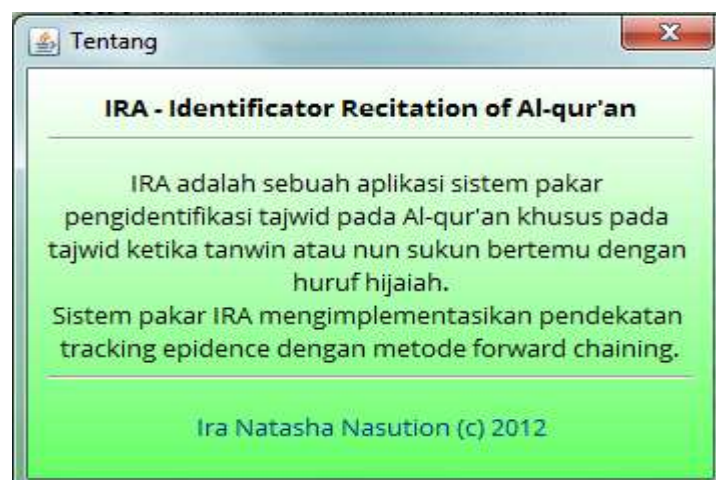 Tentang
IRA - Identificator Recitation of Al-qur'an
IRA adalah sebuah aplikasi sistem pakar
pengidentifikasi tajwid pada Al-qur'an khusus pada
tajwid ketika tanwin atau nun sukun bertemu dengan
huruf hijaiah.
Sistem pakar IRA mengimplementasikan pendekatan
tracking epidence dengan metode forward chaining.
Ira Natasha Nasution (c) 2012